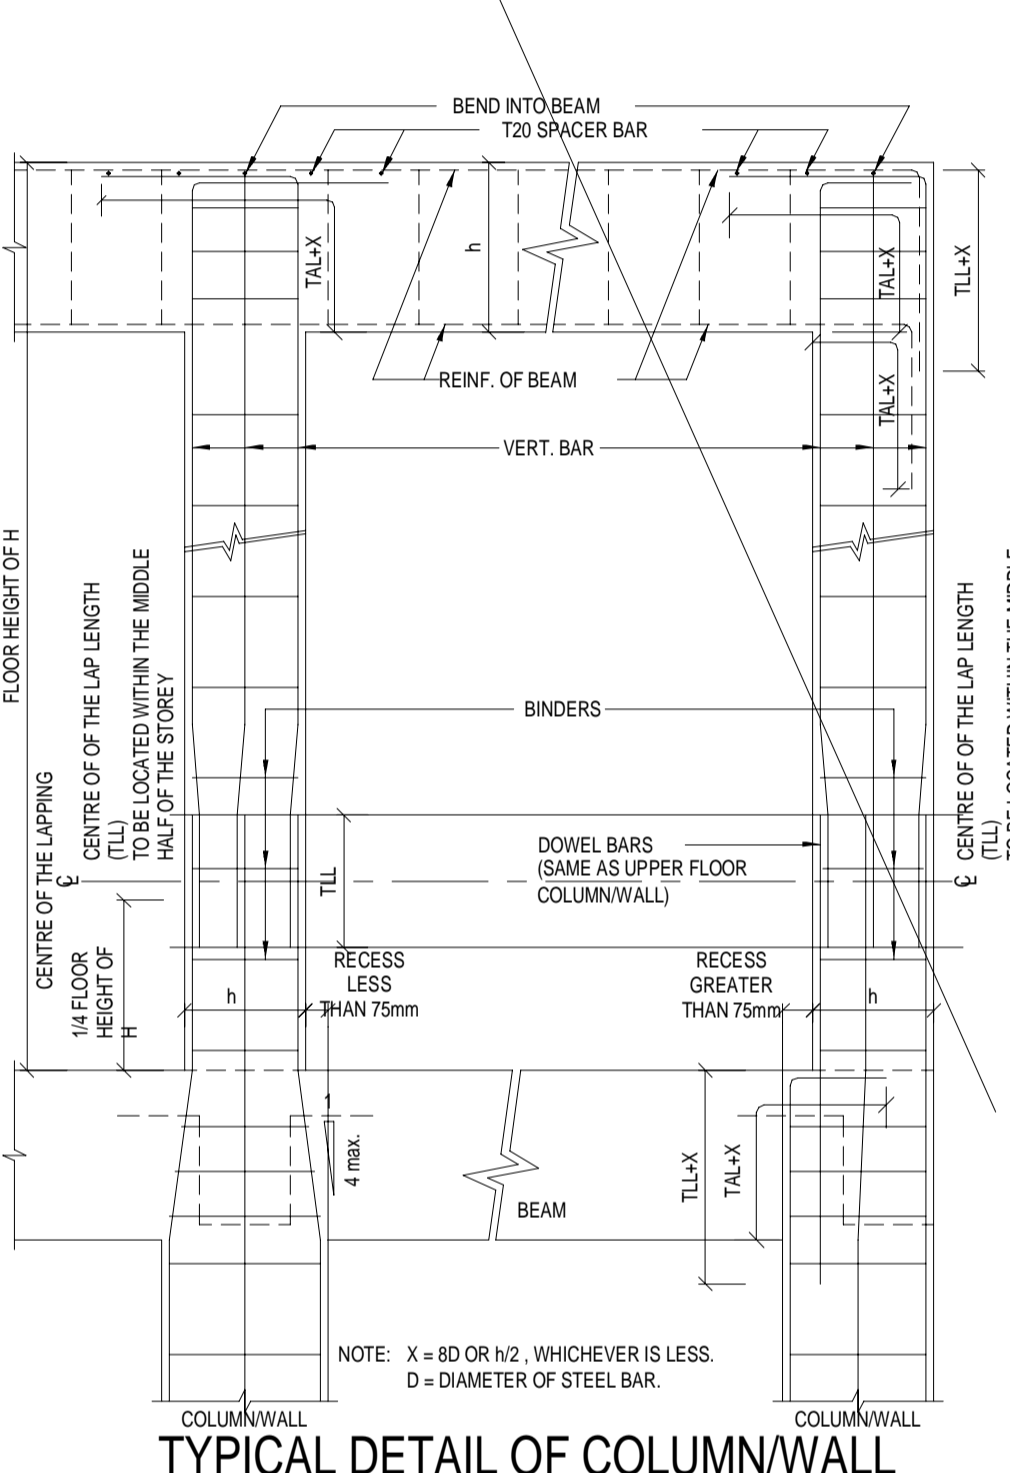 BEND INTO BEAM
T20 SPACER BAR
h
TAL+X
TAL+X
TLL+X
TAL+X
REINF. OF BEAM
VERT. BAR
FLOOR HEIGHT OF H
CENTRE OF THE LAPPING
CENTRE OF OF THE LAP LENGTH
(TLL)
TO BE LOCATED WITHIN THE MIDDLE
HALF OF THE STOREY
CENTRE OF OF THE LAP LENGTH
(TLL)
BINDERS
DOWEL BARS
(SAME AS UPPER FLOOR
COLUMN/WALL)
TLL
CL
CL
1/4 FLOOR
HEIGHT OF
H
h
RECESS
LESS
THAN 75mm
RECESS
GREATER
THAN 75mm
h
1
4 max.
TLL+X
TAL+X
BEAM
NOTE: X = 8D OR h/2 , WHICHEVER IS LESS.
D = DIAMETER OF STEEL BAR.
COLUMN/WALL
COLUMN/WALL
TYPICAL DETAIL OF COLUMN/WALL